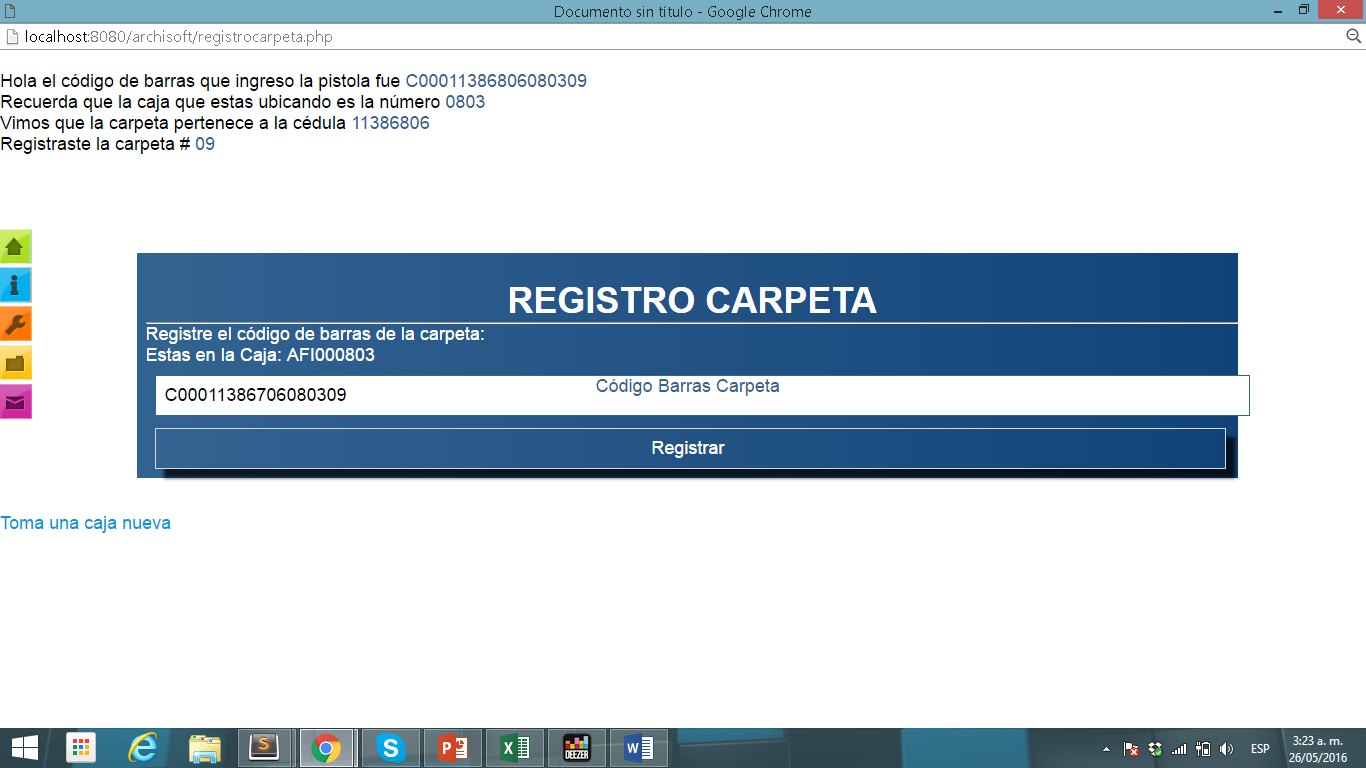 Documento sin título - Google Chrome
localhost:8080/archisoft/registrocarpeta.php
Hola el código de barras que ingreso la pistola fue C00011386806080309
Recuerda que la caja que estas ubicando es la número 0803
Vimos que la carpeta pertenece a la cédula 11386806
Registraste la carpeta # 09
REGISTRO CARPETA
Registre el código de barras de la carpeta:
Estas en la Caja: AFI000803
Código Barras Carpeta
C00011386706080309
Registrar
Toma una caja nueva
DEEZER
ESP
3:23 a. m.
26/05/2016